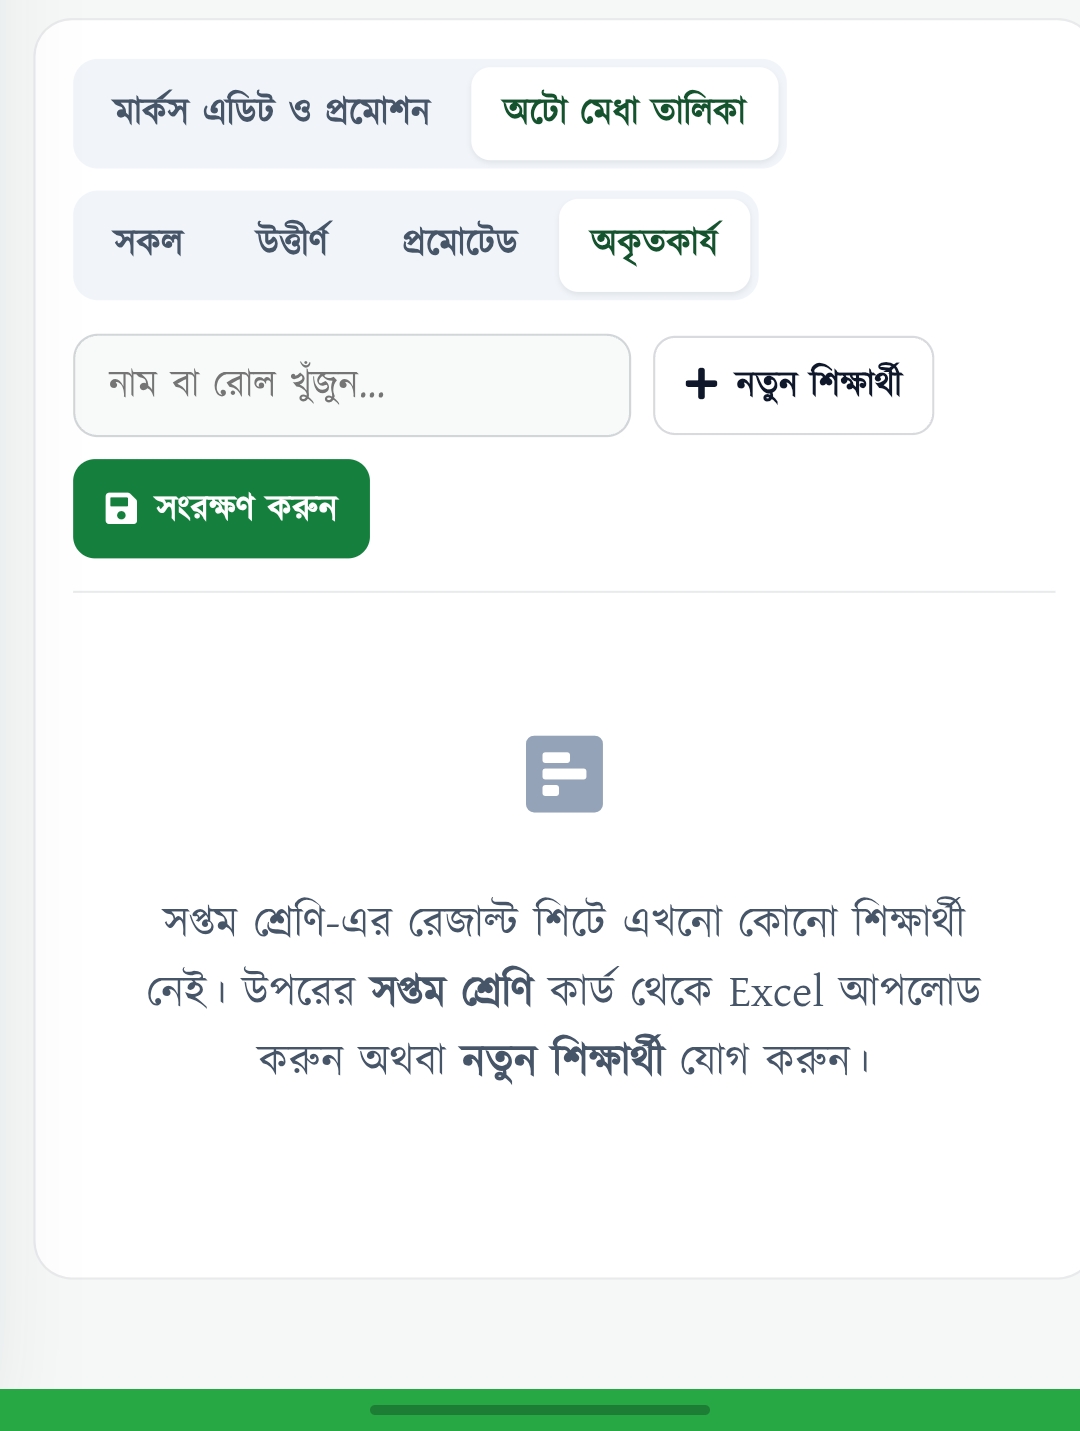 মার্কস এডিট ও প্রমোশন অটো মেধা তালিকা
সকল উত্তীর্ণ প্রমোটেড অকৃতকার্য
নাম বা রোল খুঁজুন... নতুন শিক্ষার্থী
সংরক্ষণ করুন
সপ্তম শ্রেণি-এর রেজাল্ট শিটে এখনো কোনো শিক্ষার্থী
নেই। উপরের সপ্তম শ্রেণি কার্ড থেকে Excel আপলোড
করুন অথবা নতুন শিক্ষার্থী যোগ করুন।